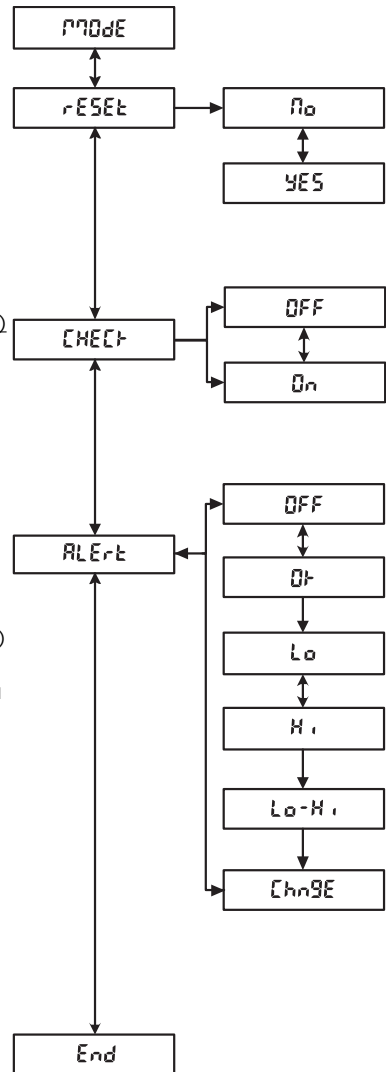 MODE
rESEt
No
YES
CHECk
OFF
On
ALErt
OFF
Ok
Lo
Hi
Lo-Hi
ChngE
End